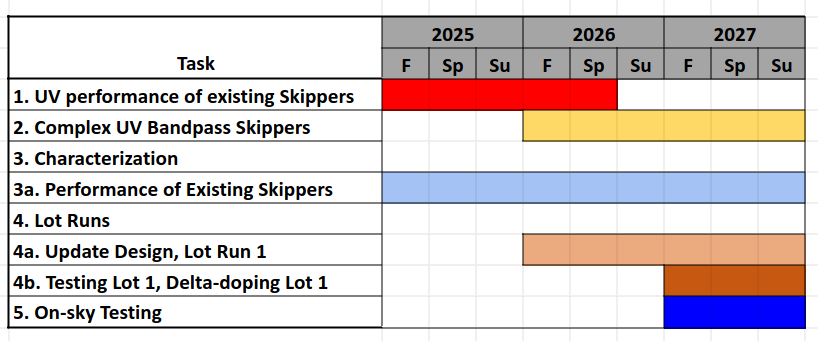 2025 2026 2027
Task F Sp Su F Sp Su F Sp Su
1. UV performance of existing Skippers
2. Complex UV Bandpass Skippers
3. Characterization
3a. Performance of Existing Skippers
4. Lot Runs
4a. Update Design, Lot Run 1
4b. Testing Lot 1, Delta-doping Lot 1
5. On-sky Testing